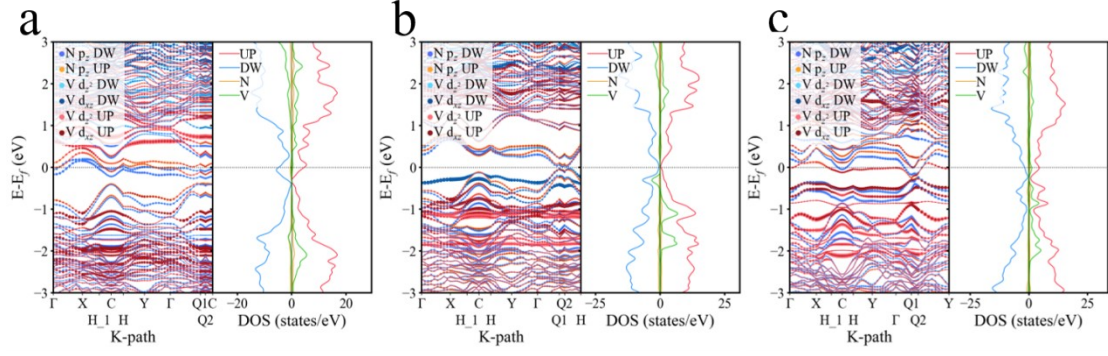 a
3
2
1
0
−1
−2
−3
E-E_f (eV)
N p_z DW
N p_z UP
V d_z² DW
V d_xz DW
V d_z² UP
V d_xz UP
UP
DW
N
V
Γ X C Y Γ Q1C
H_1 H Q2
K-path
−20 0 20
DOS (states/eV)
b
3
2
1
0
−1
−2
−3
E-E_f (eV)
N p_z DW
N p_z UP
V d_z² DW
V d_xz DW
V d_z² UP
V d_xz UP
UP
DW
N
V
Γ X C Y Γ Q2
H_1 H Q1 H
K-path
−25 0 25
DOS (states/eV)
c
3
2
1
0
−1
−2
−3
E-E_f (eV)
N p_z DW
N p_z UP
V d_z² DW
V d_xz DW
V d_z² UP
V d_xz UP
UP
DW
N
V
Γ X C Y Q1 Y
H_1 H Γ Q2
K-path
−25 0 25
DOS (states/eV)